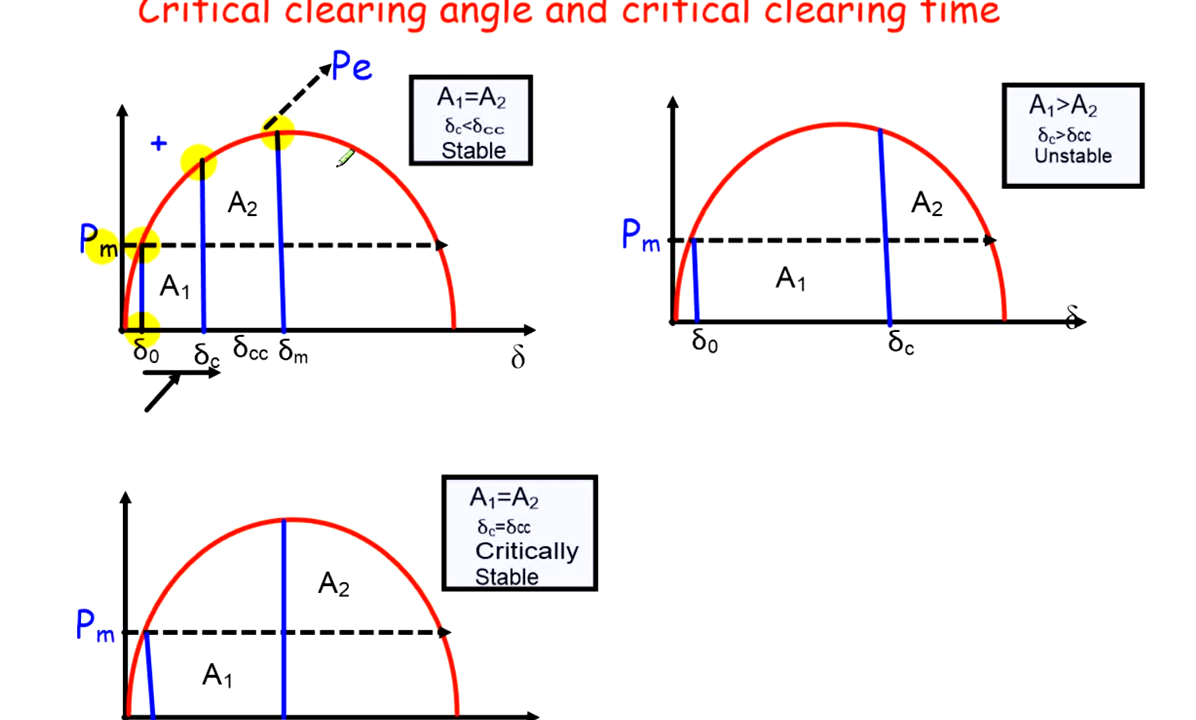 Critical clearing angle and critical clearing time
Pe
A₁=A₂
δc<δcc
Stable
+
Pm
A₂
A₁
δ₀ δc δcc δm δ
A₁>A₂
δc>δcc
Unstable
Pm
A₂
A₁
δ₀ δc δ
A₁=A₂
δc=δcc
Critically
Stable
Pm
A₂
A₁